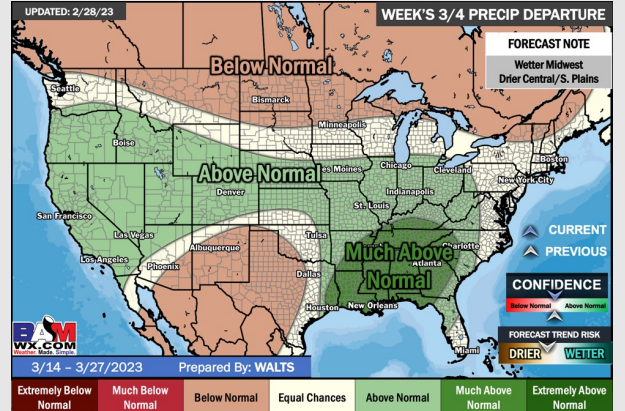 UPDATED: 2/28/23
WEEK'S 3/4 PRECIP DEPARTURE
FORECAST NOTE
Wetter Midwest
Drier Central/S. Plains
Below Normal
Seattle
Bismarck
Minneapolis
Boise
Boston
Chicago
Cleveland
es Moines
Above Normal
New York City
Denver
Indianapolis
St. Louis
San Francisco
Las Vegas
Tulsa
Charlotte
CURRENT
Albuquerque
Much Above
Normal
Los Angeles
Phoenix
Atlanta
PREVIOUS
Dallas
CONFIDENCE
Below Normal Above Normal
Houston
New Orleans
FORECAST TREND RISK
DRIER WETTER
Miami
BAM
WX.COM
Weather. Made. Simple.
3/14 – 3/27/2023 Prepared By: WALTS
Extremely Below
Normal
Much Below
Normal
Below Normal
Equal Chances
Above Normal
Much Above
Normal
Extremely Above
Normal